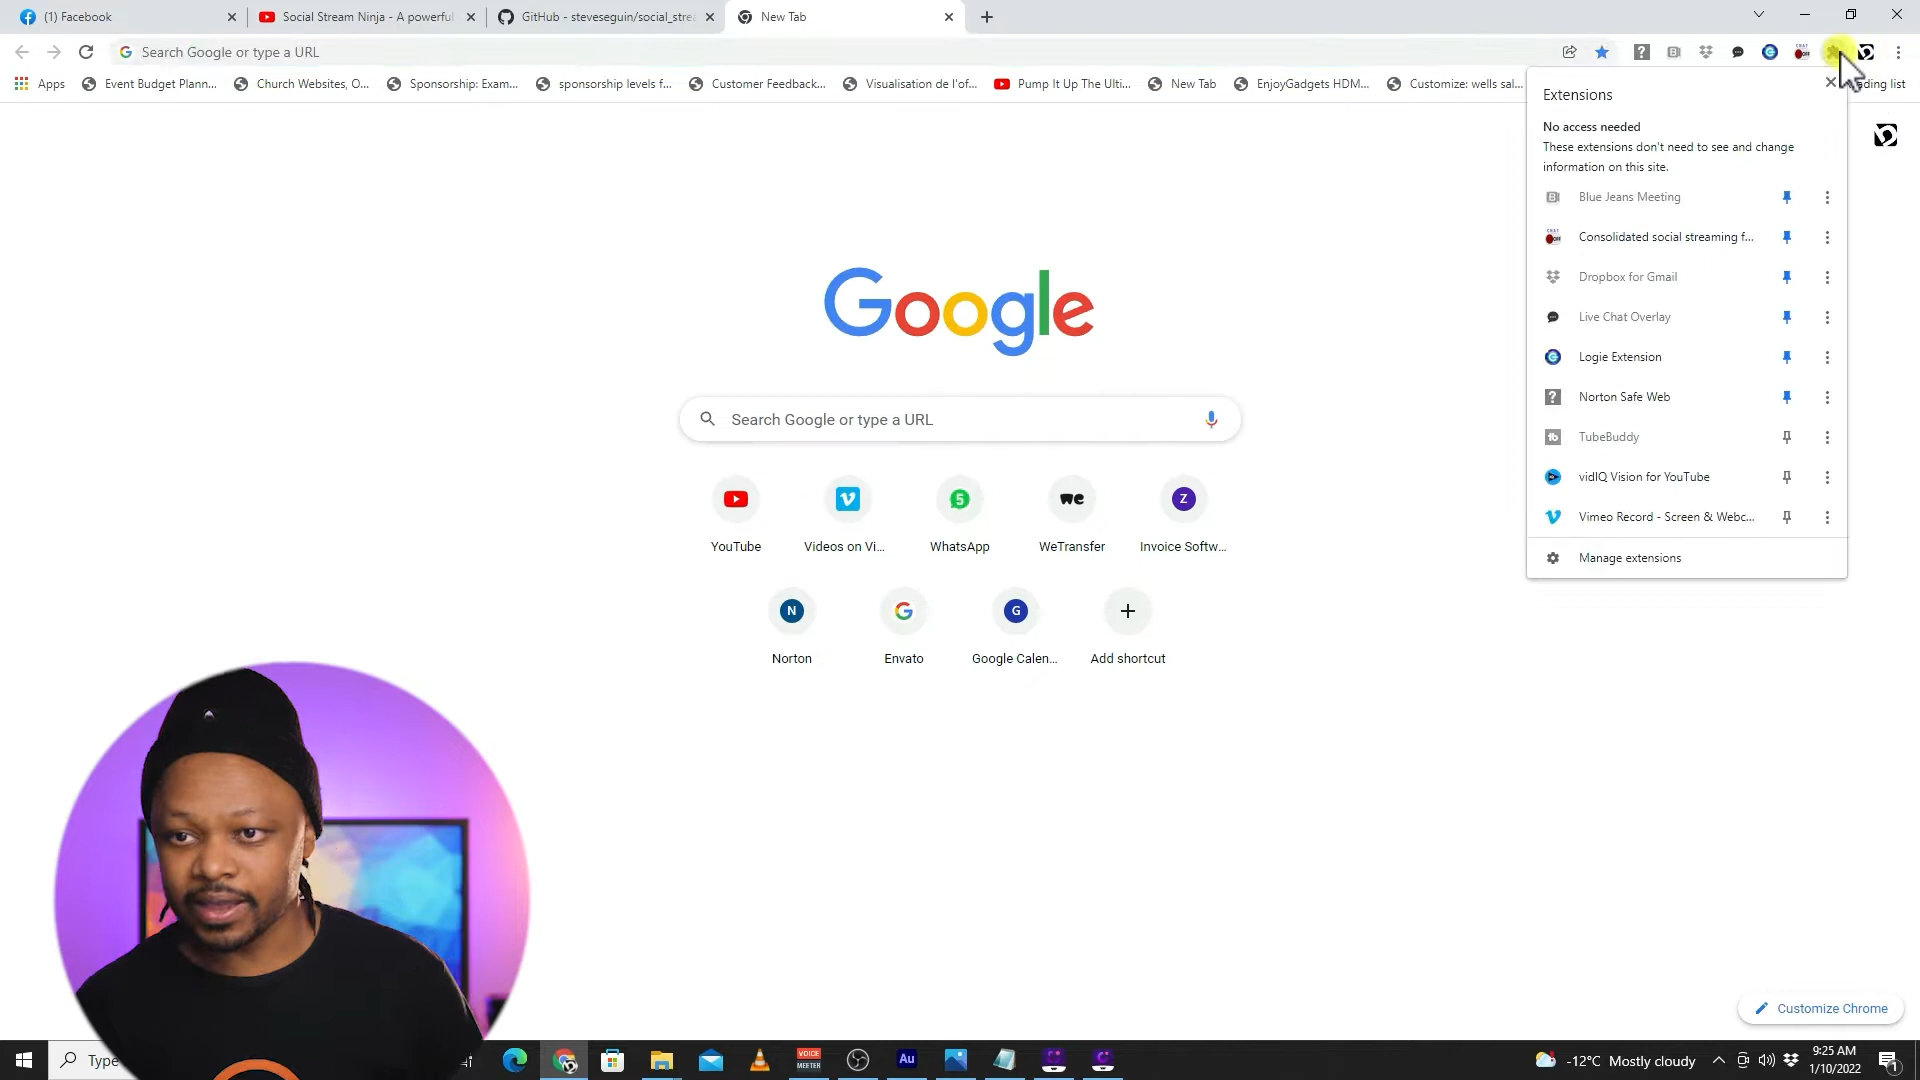 (1) Facebook
Social Stream Ninja - A powerful
GitHub - steveseguin/social_stre
New Tab
Search Google or type a URL
Apps
Event Budget Plann...
Church Websites, O...
Sponsorship: Exam...
sponsorship levels f...
Customer Feedback...
Visualisation de l'of...
Pump It Up The Ulti...
New Tab
EnjoyGadgets HDM...
Customize: wells sal...
Extensions
No access needed
These extensions don't need to see and change
information on this site.
Blue Jeans Meeting
Consolidated social streaming f...
Dropbox for Gmail
Live Chat Overlay
Logie Extension
Norton Safe Web
TubeBuddy
vidIQ Vision for YouTube
Vimeo Record - Screen & Webc...
Manage extensions
Google
Search Google or type a URL
YouTube
Videos on Vi...
WhatsApp
WeTransfer
Invoice Softw...
Norton
Envato
Google Calen...
Add shortcut
Customize Chrome
Type
VOICE
MEETER
Au
-12°C Mostly cloudy
9:25 AM
1/10/2022